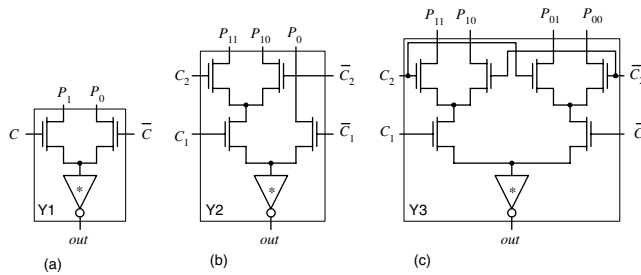 P11 P10 P01 P00
P11 P10 P0
C2 C̅2 C2 C̅2
P1 P0
C C̅ C1 C̅1 C1 C̅
* * *
Y1 Y2 Y3
out out out
(a) (b) (c)